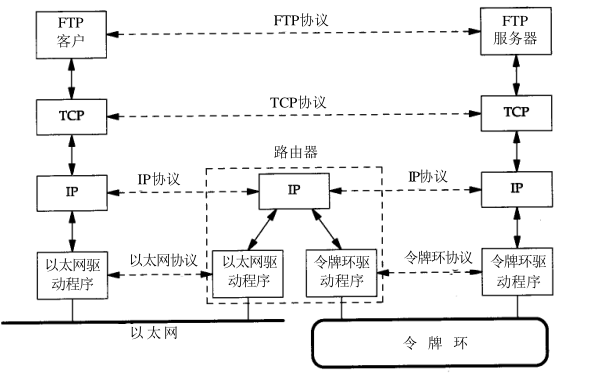 FTP
客户
FTP协议
FTP
服务器
TCP
TCP协议
TCP
路由器
IP
IP协议
IP
IP协议
IP
以太网驱
动程序
以太网协议
以太网驱
动程序
令牌环驱
动程序
令牌环协议
令牌环驱
动程序
以太网
令牌环